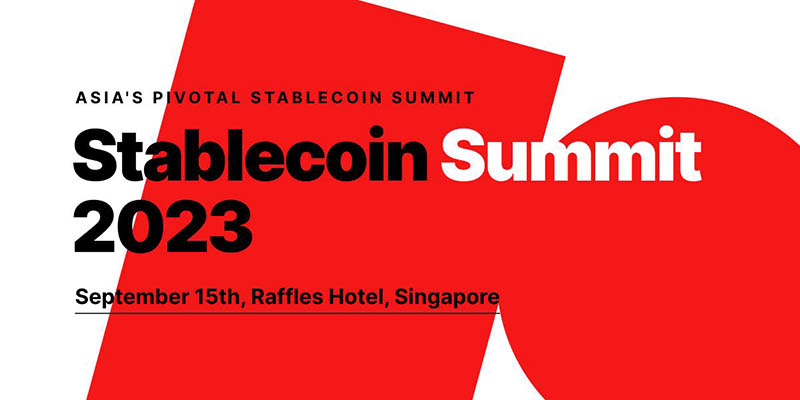 ASIA'S PIVOTAL STABLECOIN SUMMIT
Stablecoin Summit
2023
September 15th, Raffles Hotel, Singapore